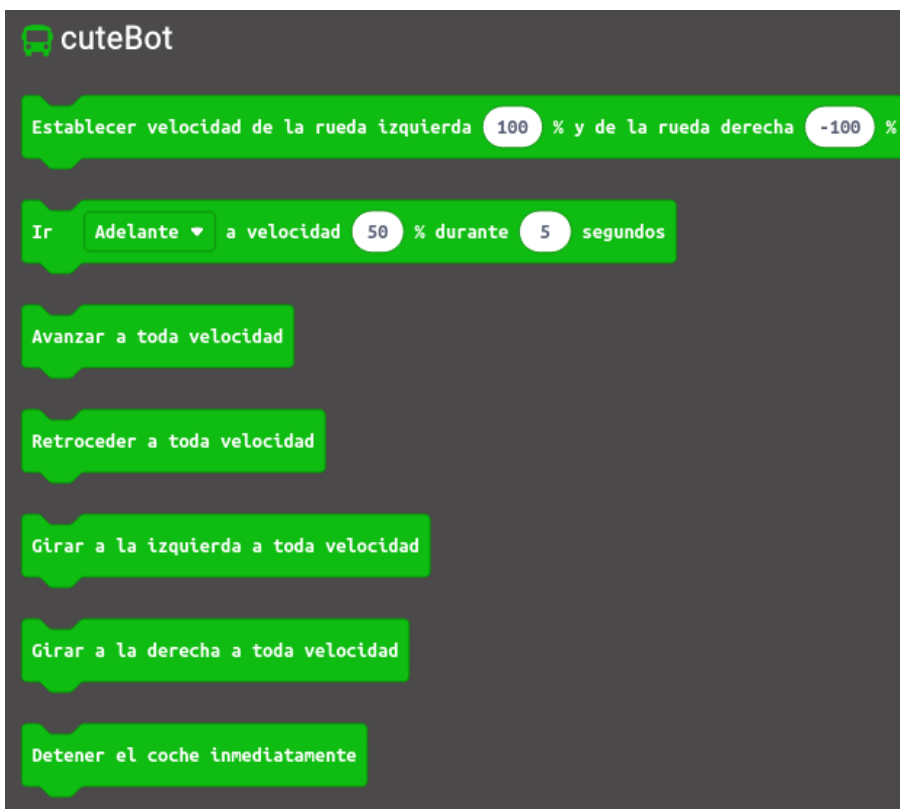 cuteBot
Establecer velocidad de la rueda izquierda 100 % y de la rueda derecha -100 %
Ir Adelante a velocidad 50 % durante 5 segundos
Avanzar a toda velocidad
Retroceder a toda velocidad
Girar a la izquierda a toda velocidad
Girar a la derecha a toda velocidad
Detener el coche inmediatamente